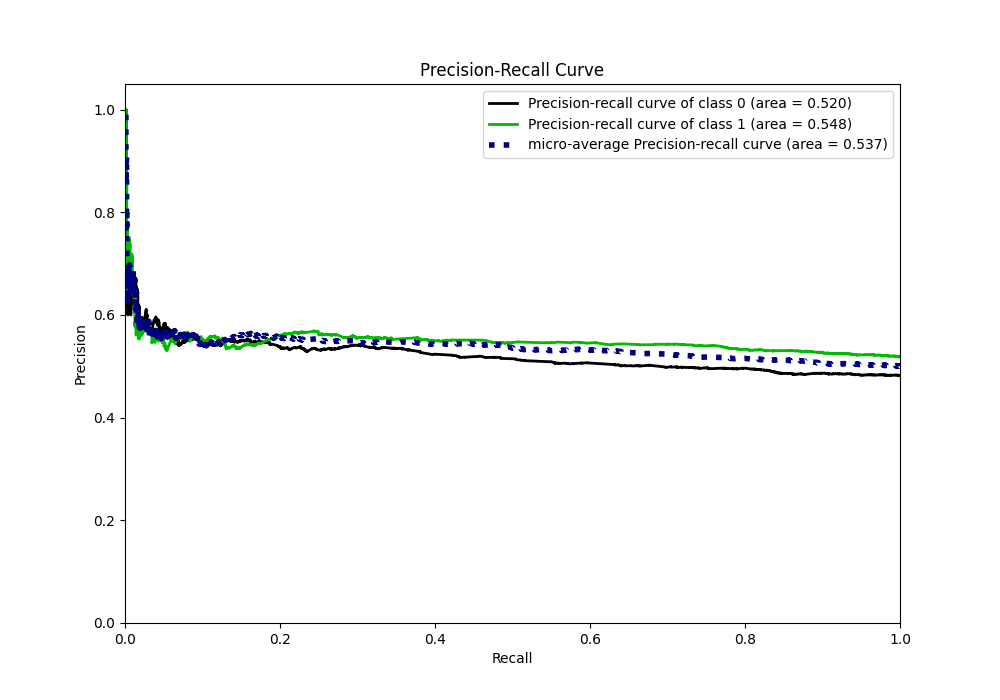 Precision-Recall Curve
Precision-recall curve of class 0 (area = 0.520)
Precision-recall curve of class 1 (area = 0.548)
micro-average Precision-recall curve (area = 0.537)
1.0
0.8
0.6
0.4
0.2
0.0
Precision
0.0 0.2 0.4 0.6 0.8 1.0
Recall